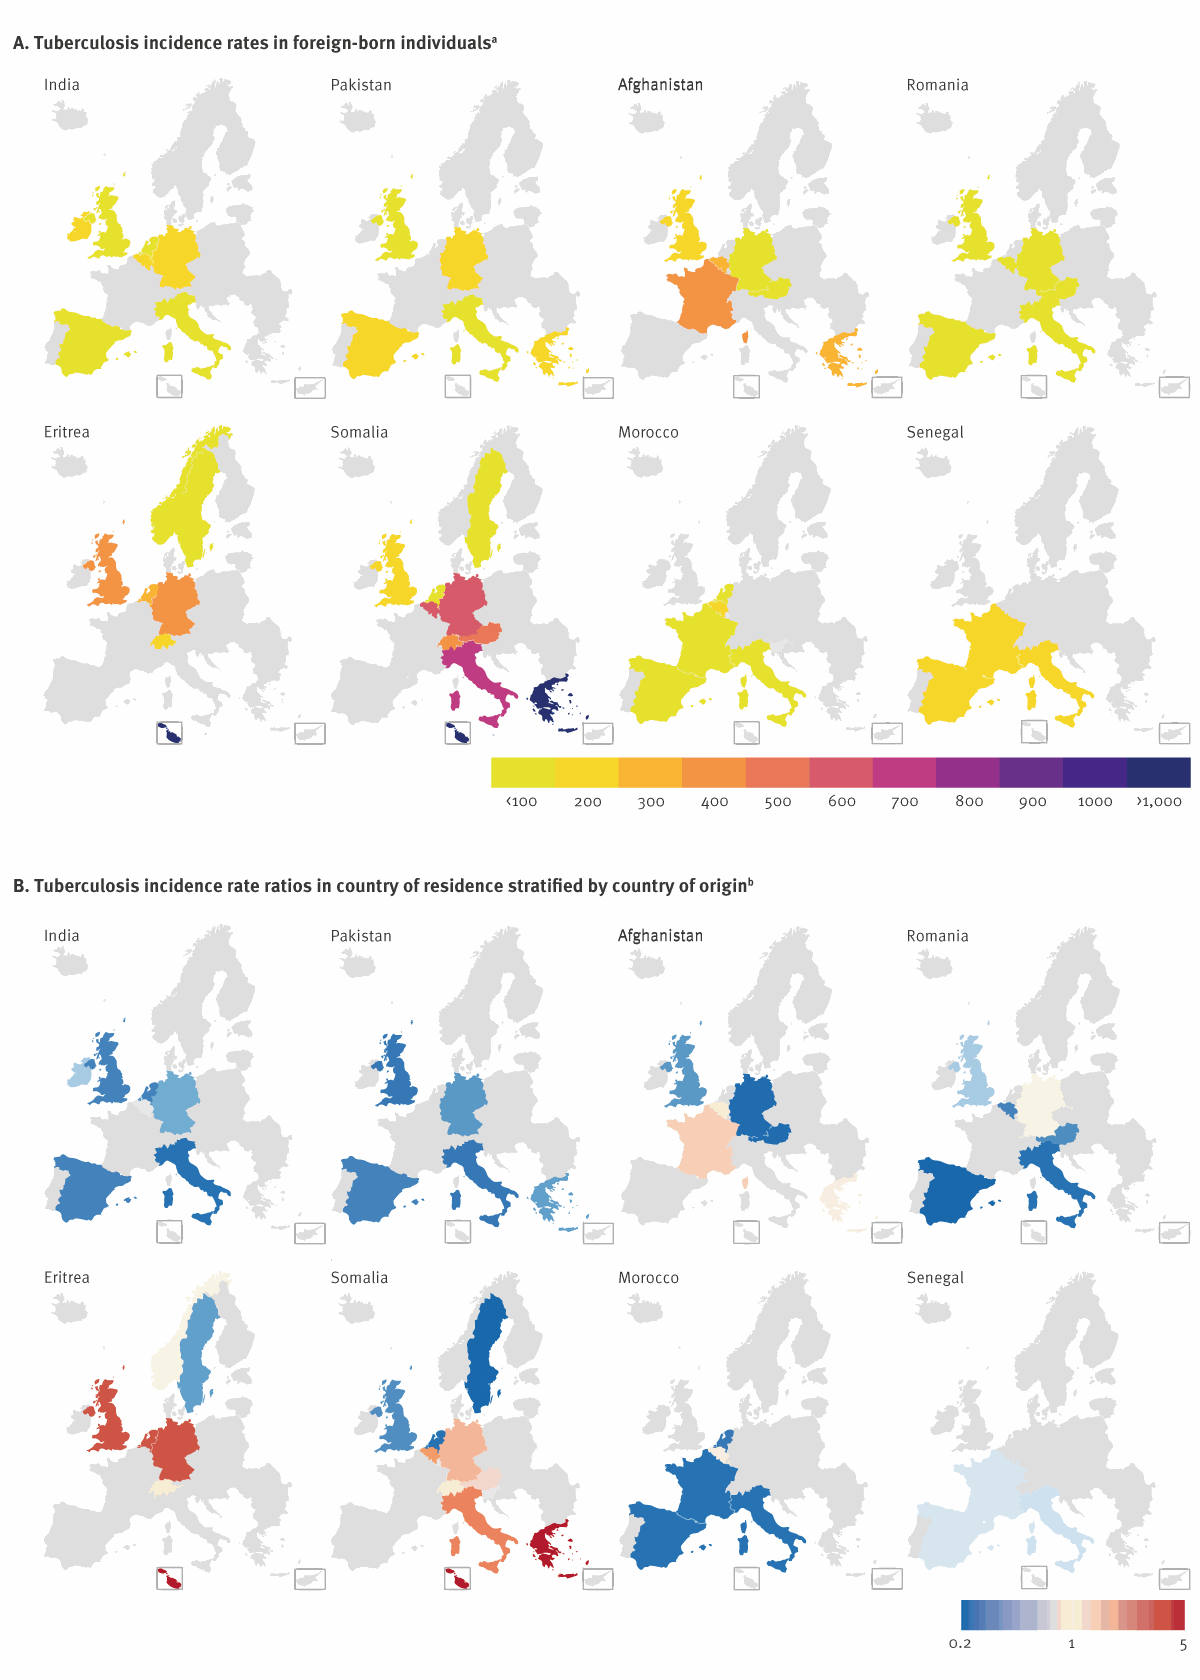 A. Tuberculosis incidence rates in foreign-born individualsª
India Pakistan Afghanistan Romania
Eritrea Somalia Morocco Senegal
<100 200 300 400 500 600 700 800 900 1000 >1,000
B. Tuberculosis incidence rate ratios in country of residence stratified by country of originᵇ
India Pakistan Afghanistan Romania
Eritrea Somalia Morocco Senegal
0.2 1 5